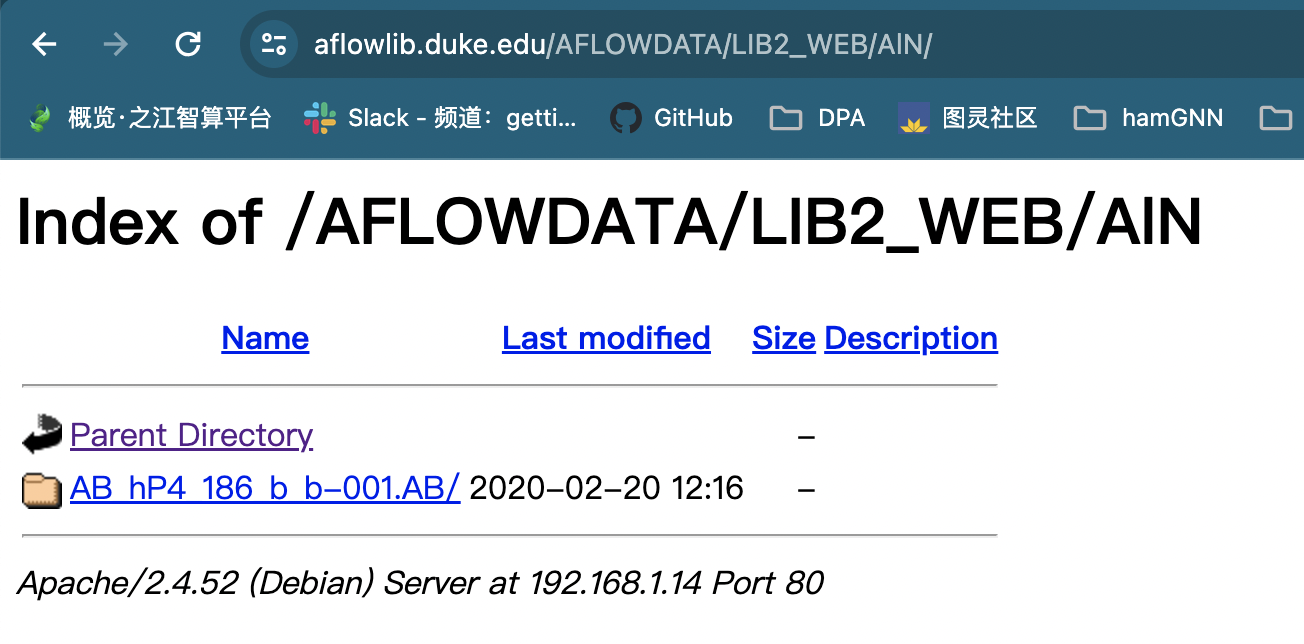 aflowlib.duke.edu/AFLOWDATA/LIB2_WEB/AlN/
概览·之江智算平台 Slack - 频道：getti... GitHub DPA 图灵社区 hamGNN
Index of /AFLOWDATA/LIB2_WEB/AlN
Name Last modified Size Description
Parent Directory –
AB_hP4_186_b_b-001.AB/ 2020-02-20 12:16 –
Apache/2.4.52 (Debian) Server at 192.168.1.14 Port 80